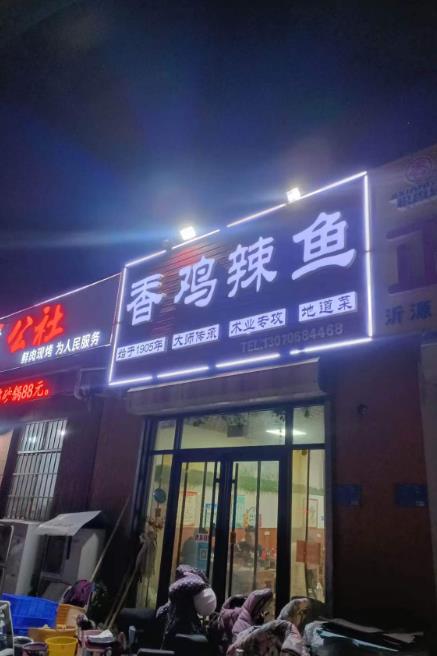 香鸡辣鱼
始于1905年 大师传菜 术业专攻 地道菜
TEL:13070684468
公社
鲜肉现烤 为人民服务
锅88元。
沂源